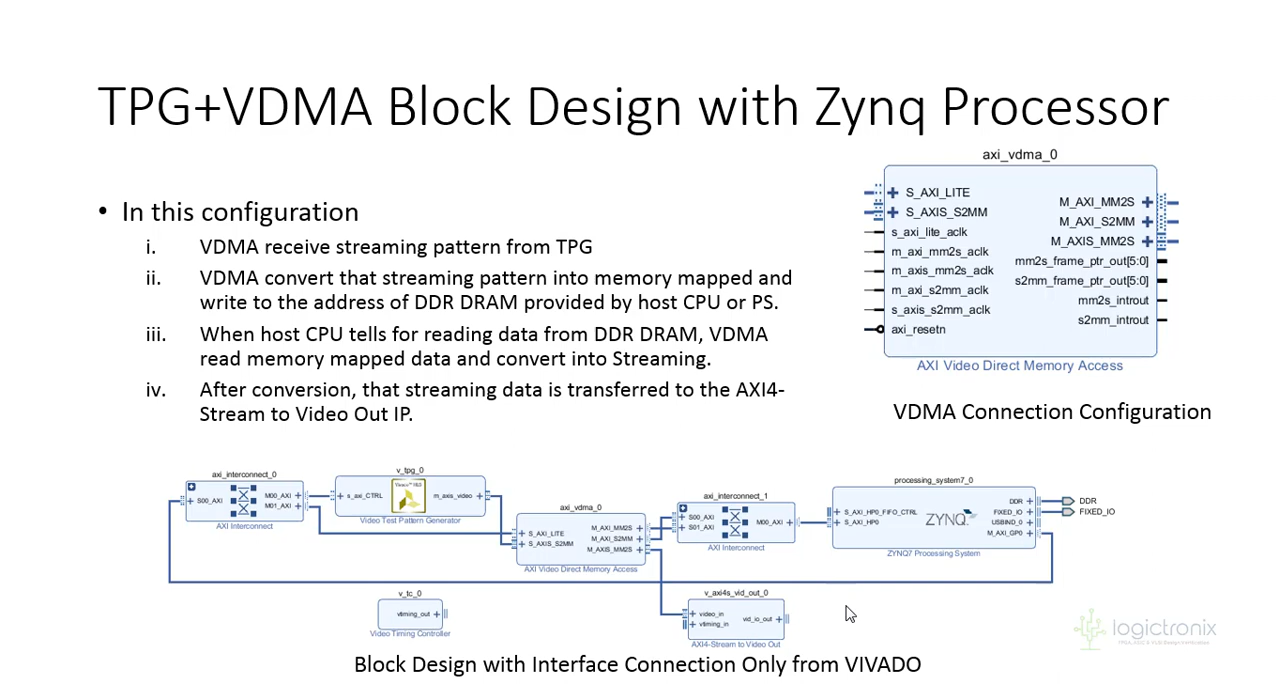 TPG+VDMA Block Design with Zynq Processor
• In this configuration
i. VDMA receive streaming pattern from TPG
ii. VDMA convert that streaming pattern into memory mapped and
write to the address of DDR DRAM provided by host CPU or PS.
iii. When host CPU tells for reading data from DDR DRAM, VDMA
read memory mapped data and convert into Streaming.
iv. After conversion, that streaming data is transferred to the AXI4-
Stream to Video Out IP.
axi_vdma_0
S_AXI_LITE
S_AXIS_S2MM
s_axi_lite_aclk
m_axi_mm2s_aclk
m_axis_mm2s_aclk
m_axi_s2mm_aclk
s_axis_s2mm_aclk
axi_resetn
M_AXI_MM2S
M_AXI_S2MM
M_AXIS_MM2S
mm2s_frame_ptr_out[5:0]
s2mm_frame_ptr_out[5:0]
mm2s_introut
s2mm_introut
AXI Video Direct Memory Access
VDMA Connection Configuration
axi_interconnect_0
S00_AXI
M00_AXI
M01_AXI
AXI Interconnect
v_tpg_0
s_axi_CTRL
m_axis_video
Video Test Pattern Generator
axi_vdma_0
S_AXI_LITE
S_AXIS_S2MM
M_AXI_MM2S
M_AXI_S2MM
M_AXIS_MM2S
AXI Video Direct Memory Access
axi_interconnect_1
S00_AXI
S01_AXI
M00_AXI
AXI Interconnect
processing_system7_0
S_AXI_HP0_FIFO_CTRL
S_AXI_HP0
ZYNQ
DDR
FIXED_IO
USBIND_0
M_AXI_GP0
ZYNQ7 Processing System
DDR
FIXED_IO
v_tc_0
vtiming_out
Video Timing Controller
v_axi4s_vid_out_0
video_in
vtiming_in
vid_io_out
AXI4-Stream to Video Out
Block Design with Interface Connection Only from VIVADO
logictronix